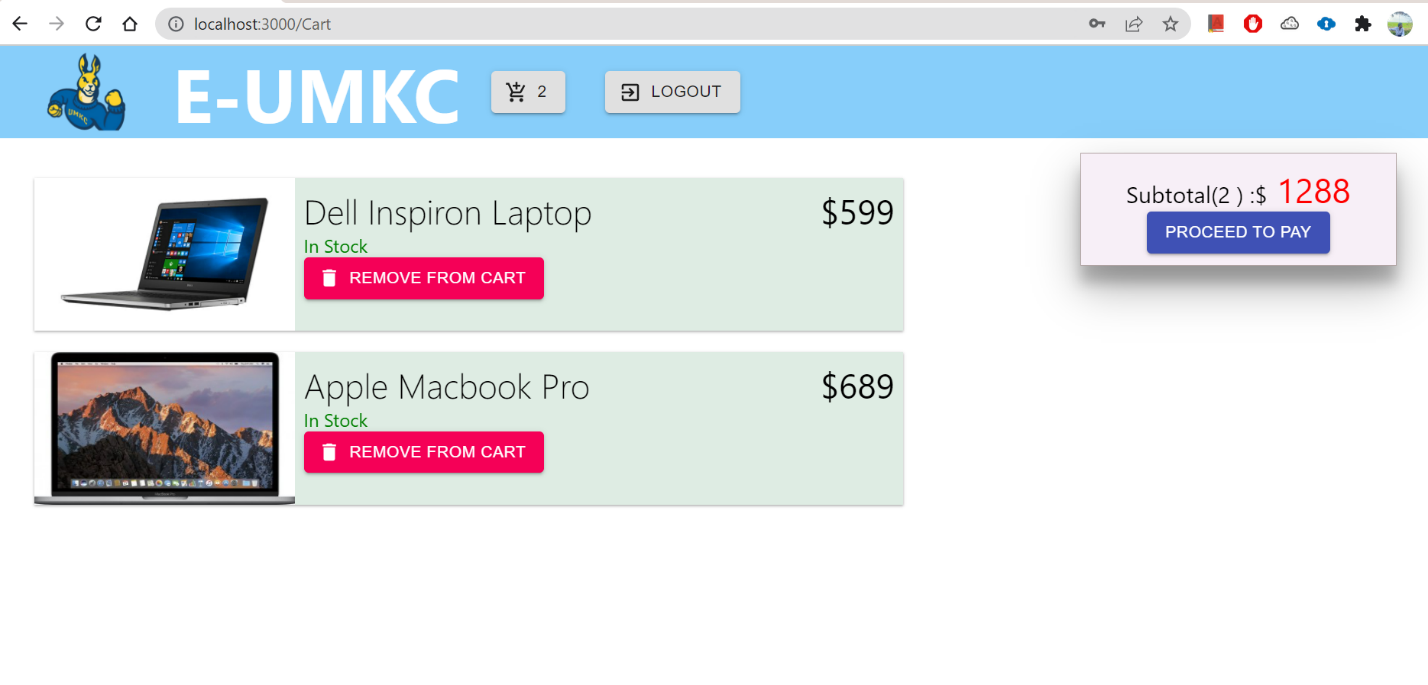 localhost:3000/Cart
UMKC
E-UMKC
2
LOGOUT
Dell Inspiron Laptop
$599
In Stock
REMOVE FROM CART
Apple Macbook Pro
$689
In Stock
REMOVE FROM CART
Subtotal(2 ) :$ 1288
PROCEED TO PAY